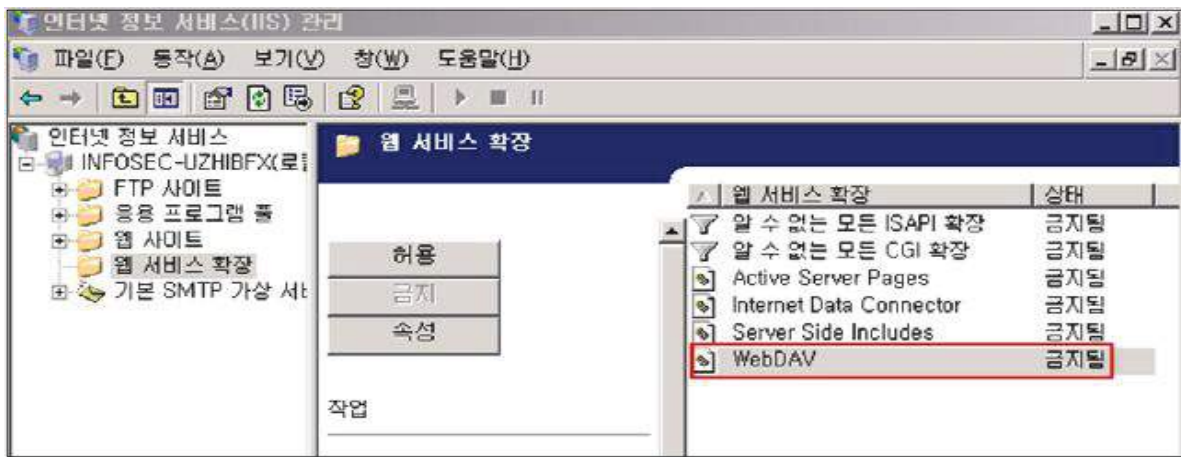 인터넷 정보 서비스(IIS) 관리
파일(F) 동작(A) 보기(V) 창(W) 도움말(H)
인터넷 정보 서비스
INFOSEC-UZHIBFX(로컬
FTP 사이트
응용 프로그램 풀
웹 사이트
웹 서비스 확장
기본 SMTP 가상 서버
웹 서비스 확장
허용
금지
속성
작업
웹 서비스 확장 상태
알 수 없는 모든 ISAPI 확장 금지됨
알 수 없는 모든 CGI 확장 금지됨
Active Server Pages 금지됨
Internet Data Connector 금지됨
Server Side Includes 금지됨
WebDAV 금지됨